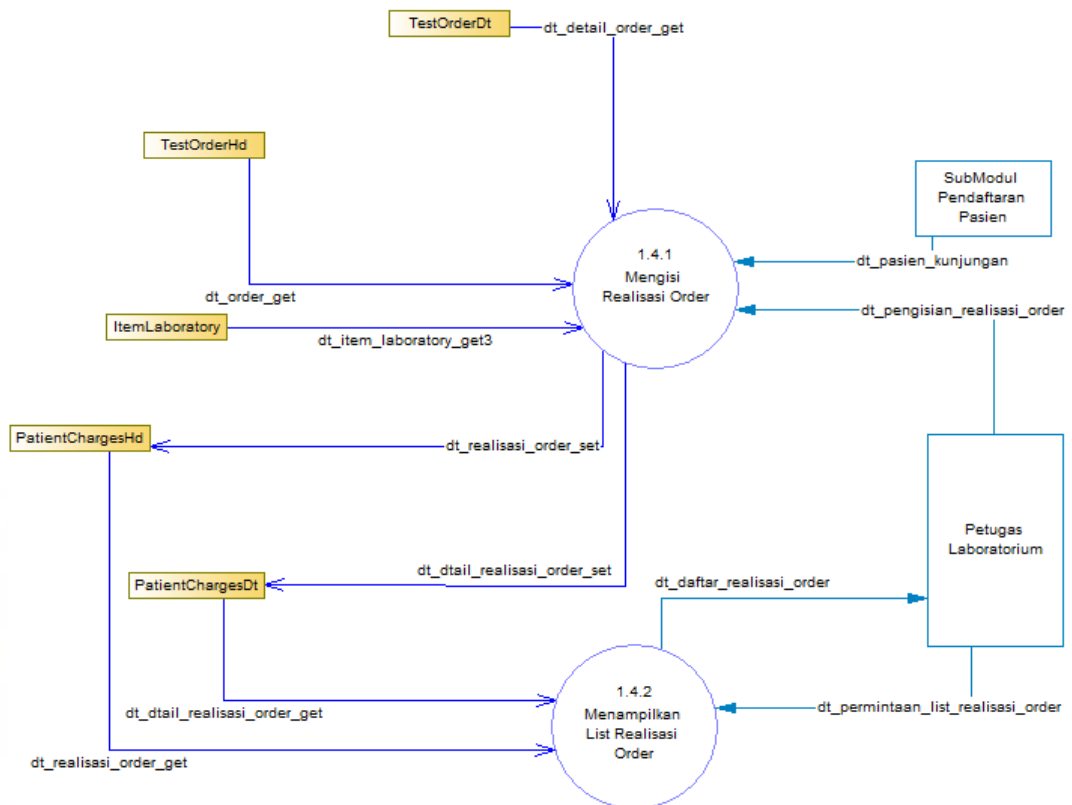 TestOrderDt
dt_detail_order_get
TestOrderHd
SubModul
Pendaftaran
Pasien
1.4.1
Mengisi
Realisasi Order
dt_pasien_kunjungan
dt_order_get
dt_pengisian_realisasi_order
ItemLaboratory
dt_item_laboratory_get3
PatientChargesHd
dt_realisasi_order_set
Petugas
Laboratorium
dt_dtail_realisasi_order_set
PatientChargesDt
dt_daftar_realisasi_order
1.4.2
Menampilkan
List Realisasi
Order
dt_dtail_realisasi_order_get
dt_permintaan_list_realisasi_order
dt_realisasi_order_get